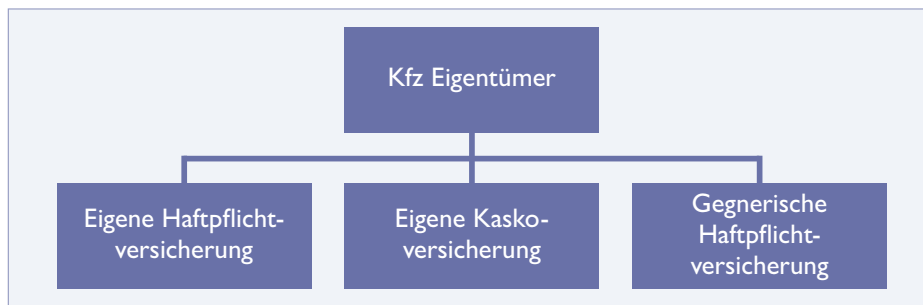 Kfz Eigentümer
Eigene Haftpflicht-
versicherung
Eigene Kasko-
versicherung
Gegnerische
Haftpflicht-
versicherung